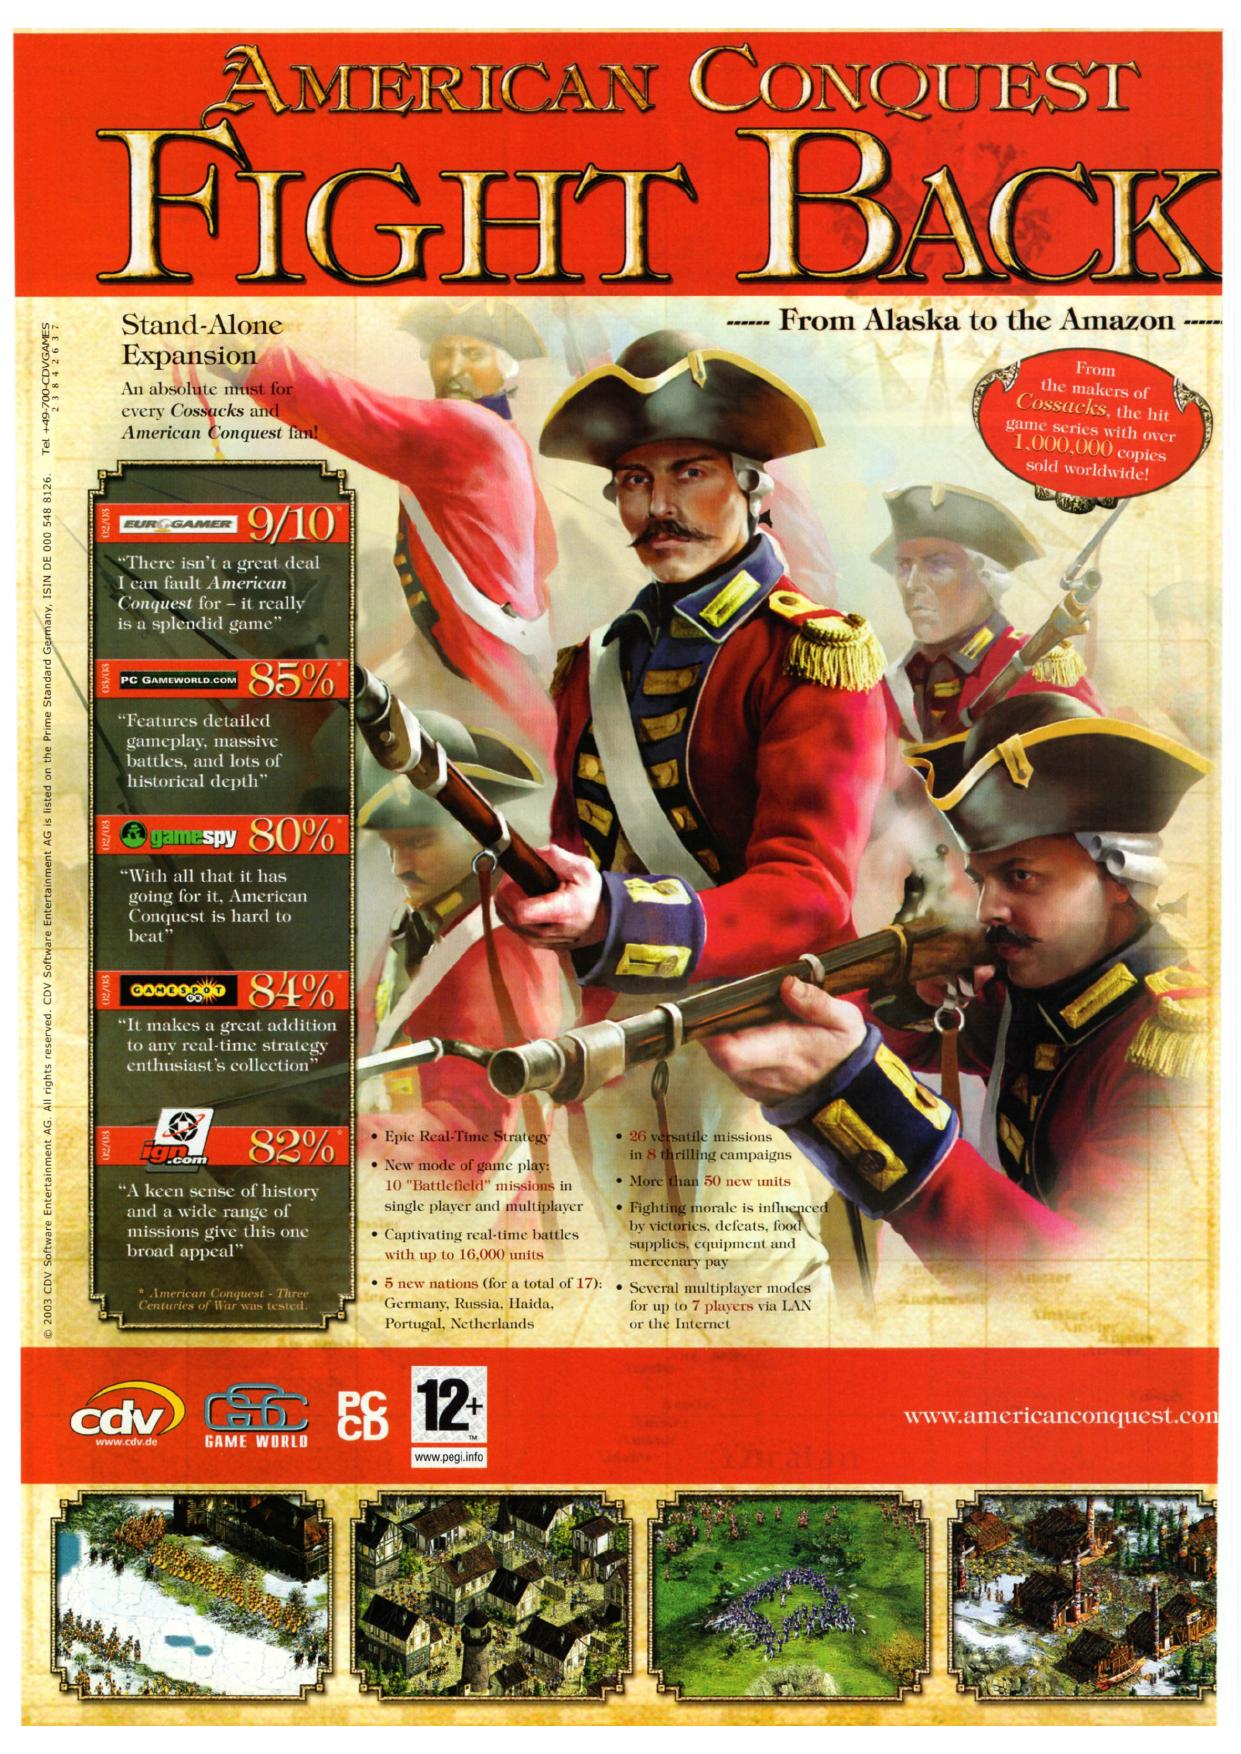 AMERICAN CONQUEST
FIGHT BACK
------ From Alaska to the Amazon -----
Stand-Alone
Expansion
An absolute must for
every Cossacks and
American Conquest fan!
From
the makers of
Cossacks, the hit
game series with over
1,000,000 copies
sold worldwide!
02/03 EUROGAMER 9/10*
“There isn't a great deal
I can fault American
Conquest for – it really
is a splendid game”
03/03 PC GAMEWORLD.COM 85%*
“Features detailed
gameplay, massive
battles, and lots of
historical depth”
02/03 gamespy 80%*
“With all that it has
going for it, American
Conquest is hard to
beat”
02/03 GAMESPOT UK 84%*
“It makes a great addition
to any real-time strategy
enthusiast's collection”
02/03 ign.com 82%*
“A keen sense of history
and a wide range of
missions give this one
broad appeal”
* American Conquest - Three
Centuries of War was tested.
• Epic Real-Time Strategy
• New mode of game play:
10 "Battlefield" missions in
single player and multiplayer
• Captivating real-time battles
with up to 16,000 units
• 5 new nations (for a total of 17):
Germany, Russia, Haida,
Portugal, Netherlands
• 26 versatile missions
in 8 thrilling campaigns
• More than 50 new units
• Fighting morale is influenced
by victories, defeats, food
supplies, equipment and
mercenary pay
• Several multiplayer modes
for up to 7 players via LAN
or the Internet
© 2003 CDV Software Entertainment AG. All rights reserved. CDV Software Entertainment AG is listed on the Prime Standard Germany, ISIN DE 000 548 8126. Tel +49-700-CDVGAMES
2 3 8 4 2 6 3 7
cdv
www.cdv.de
GSC
GAME WORLD
PC
CD
12+
TM
www.pegi.info
www.americanconquest.com